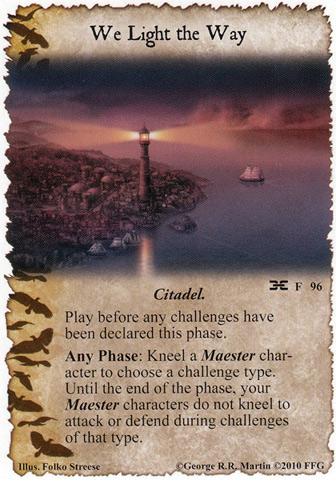 We Light the Way
F 96
Citadel.
Play before any challenges have
been declared this phase.
Any Phase: Kneel a Maester char-
acter to choose a challenge type.
Until the end of the phase, your
Maester characters do not kneel to
attack or defend during challenges
of that type.
Illus. Folko Streese ©George R.R. Martin ©2010 FFG